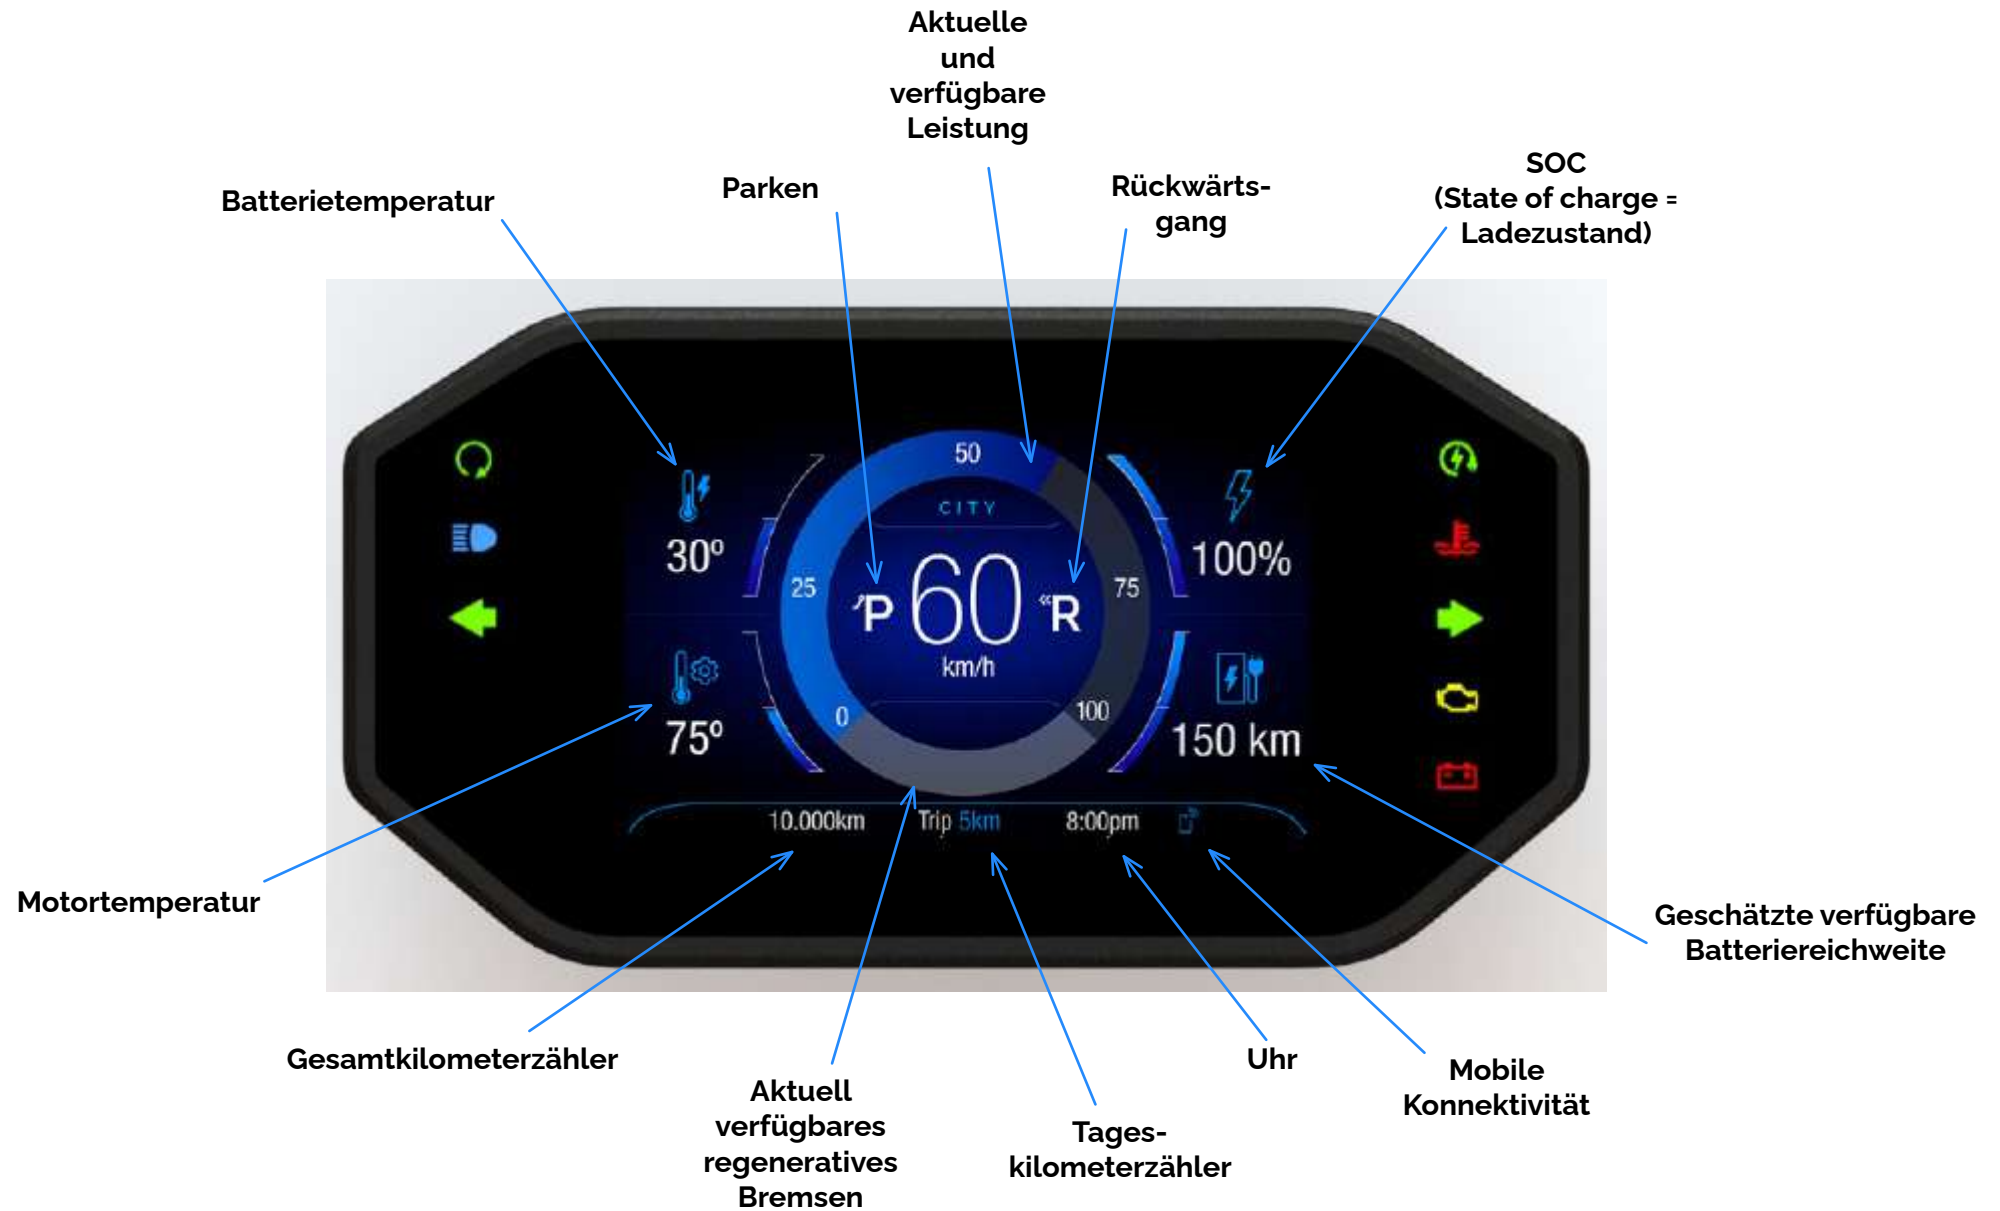 Aktuelle
und
verfügbare
Leistung
Parken
Rückwärts-
gang
SOC
(State of charge =
Ladezustand)
Batterietemperatur
50
CITY
30º
100%
25
P
60
R
75
km/h
0
100
75º
150 km
10.000km
Trip 5km
8:00pm
Motortemperatur
Geschätzte verfügbare
Batteriereichweite
Gesamtkilometerzähler
Aktuell
verfügbares
regeneratives
Bremsen
Tages-
kilometerzähler
Uhr
Mobile
Konnektivität